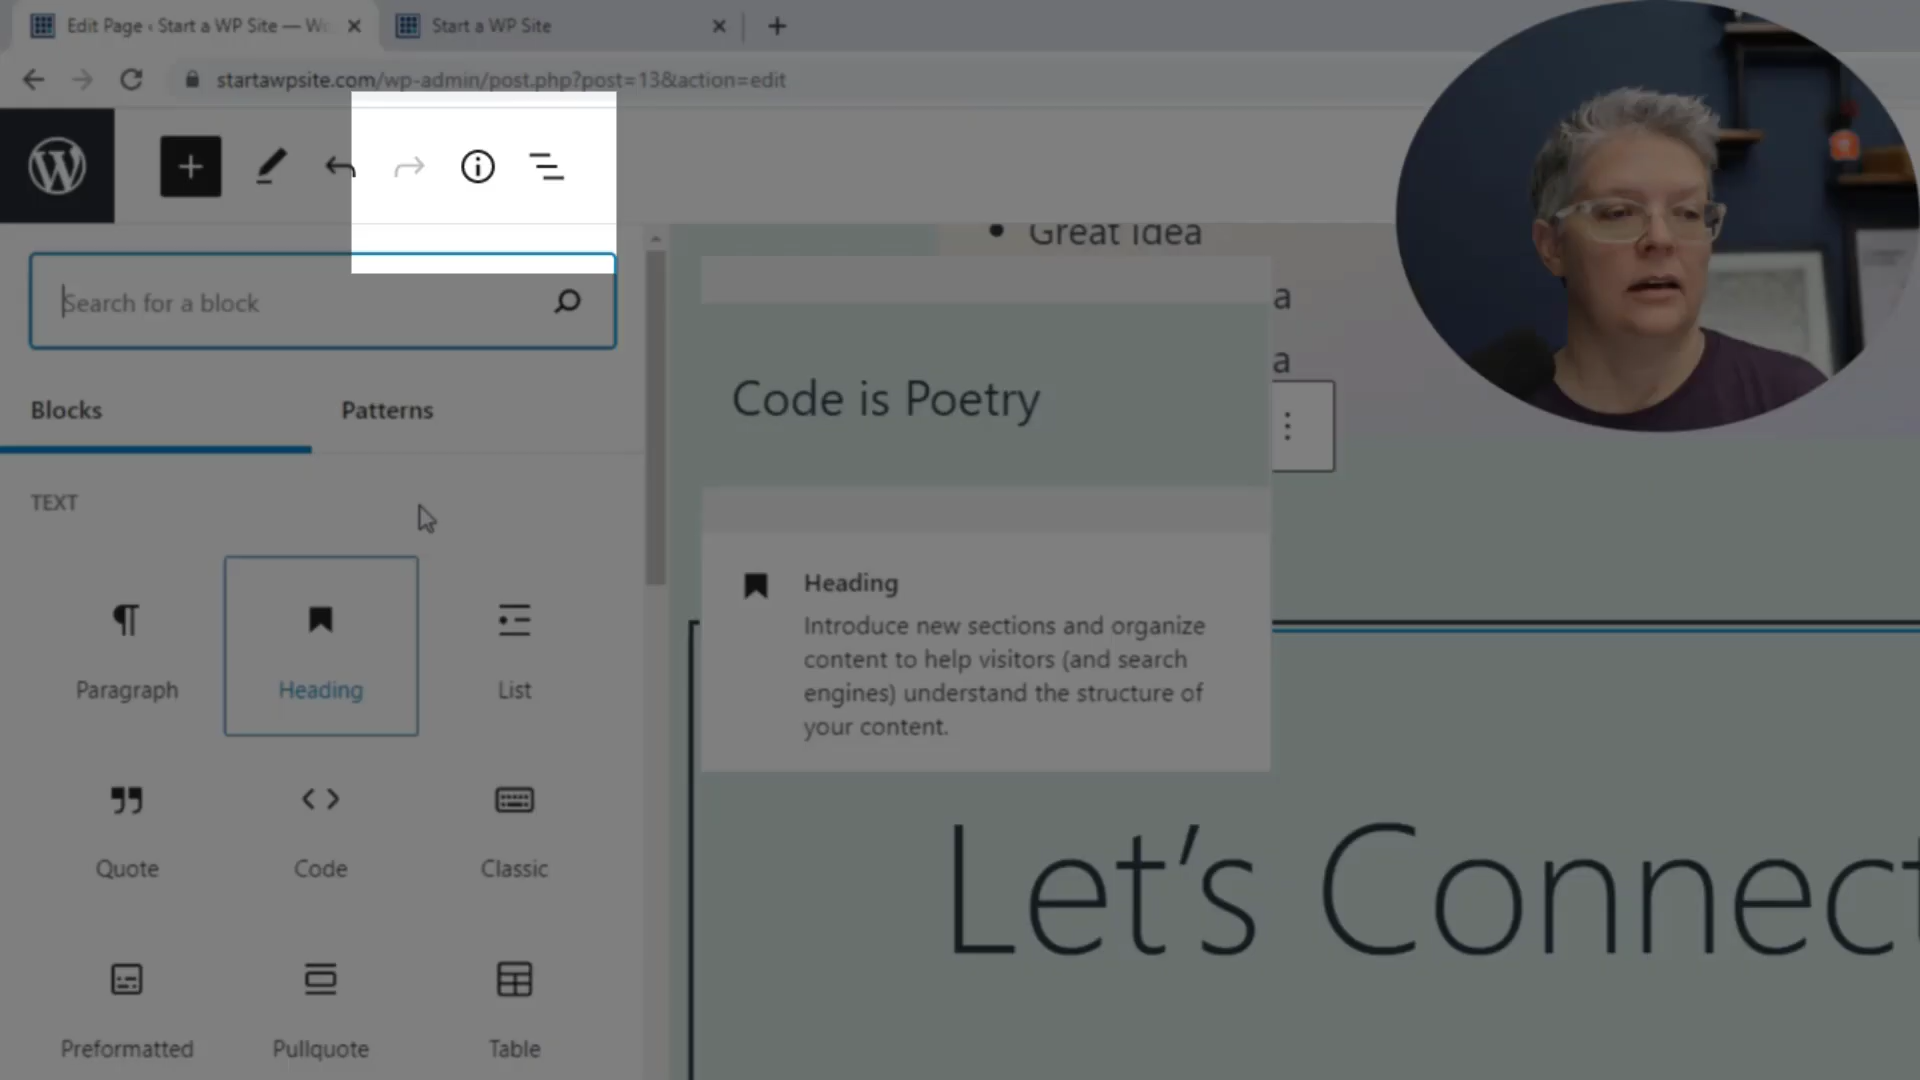 Edit Page ‹ Start a WP Site — Wo
Start a WP Site
startawpsite.com/wp-admin/post.php?post=13&action=edit
Search for a block
Blocks
Patterns
TEXT
Paragraph
Heading
List
Quote
Code
Classic
Preformatted
Pullquote
Table
Great Idea
a
a
Code is Poetry
Heading
Introduce new sections and organize
content to help visitors (and search
engines) understand the structure of
your content.
Let’s Connect